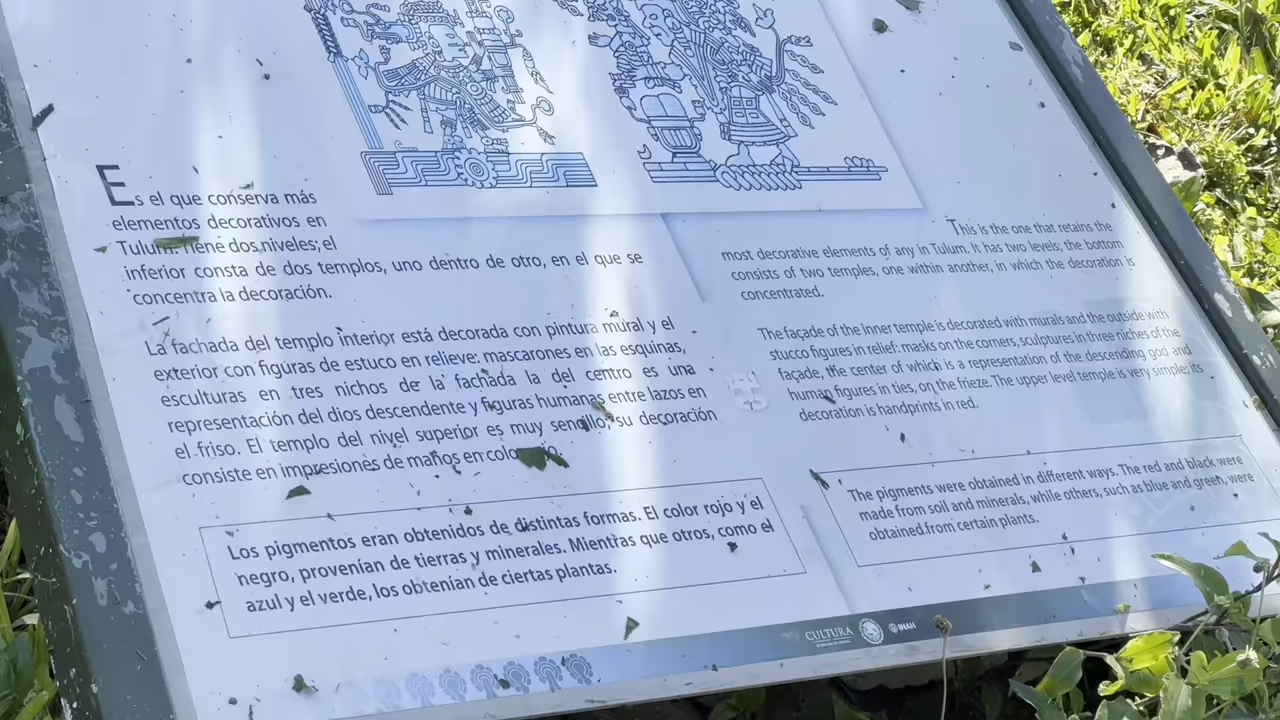 Es el que conserva más
elementos decorativos en
Tulum. Tiene dos niveles; el
inferior consta de dos templos, uno dentro de otro, en el que se
concentra la decoración.
La fachada del templo interior está decorada con pintura mural y el
exterior con figuras de estuco en relieve: mascarones en las esquinas,
esculturas en tres nichos de la fachada la del centro es una
representación del dios descendente y figuras humanas entre lazos en
el friso. El templo del nivel superior es muy sencillo; su decoración
consiste en impresiones de manos en color
Los pigmentos eran obtenidos de distintas formas. El color rojo y el
negro, provenían de tierras y minerales. Mientras que otros, como el
azul y el verde, los obtenían de ciertas plantas.
This is the one that retains the
most decorative elements of any in Tulum. It has two levels; the bottom
consists of two temples, one within another, in which the decoration is
concentrated.
The façade of the inner temple is decorated with murals and the outside with
stucco figures in relief: masks on the corners, sculptures in three niches of the
façade, the center of which is a representation of the descending god and
human figures in ties, on the frieze. The upper level temple is very simple; its
decoration is handprints in red.
The pigments were obtained in different ways. The red and black were
made from soil and minerals, while others, such as blue and green, were
obtained from certain plants.
CULTURA
INAH